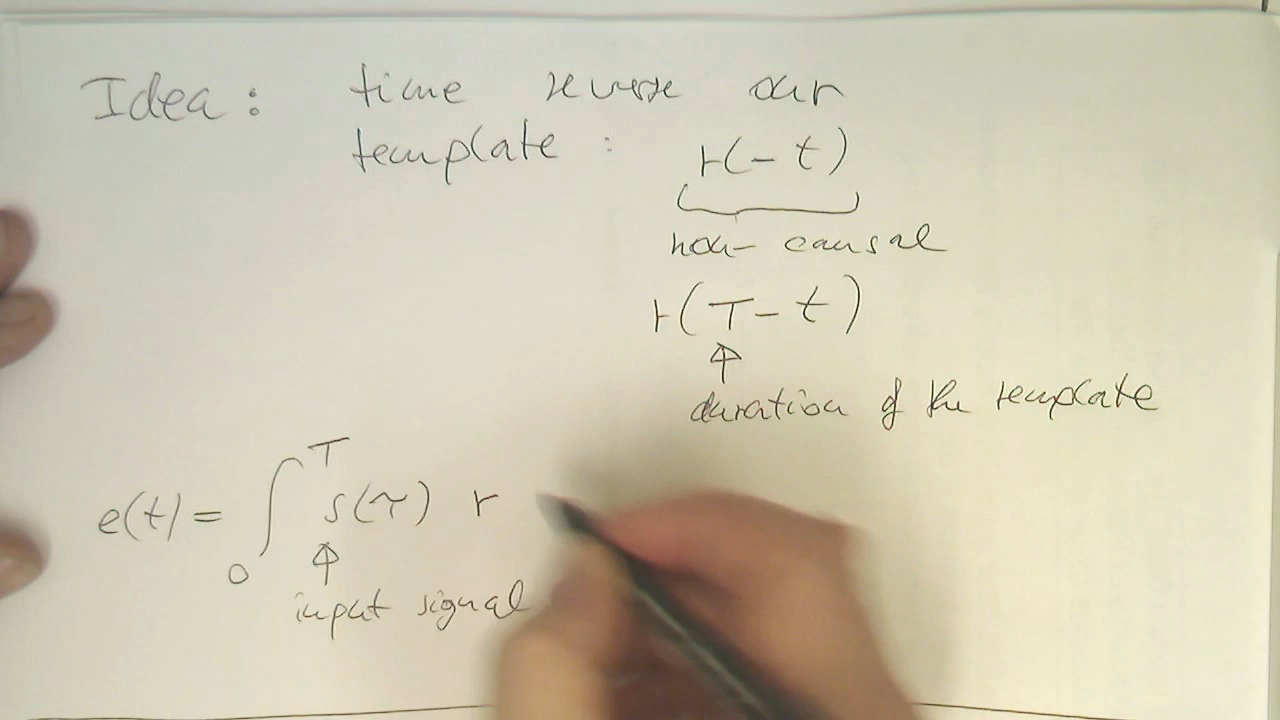 Idea: time reverse our
template: r(-t)
non-causal
r(T-t)
↑
duration of the template
e(t) = ∫₀ᵀ s(τ) r
↑
input signal